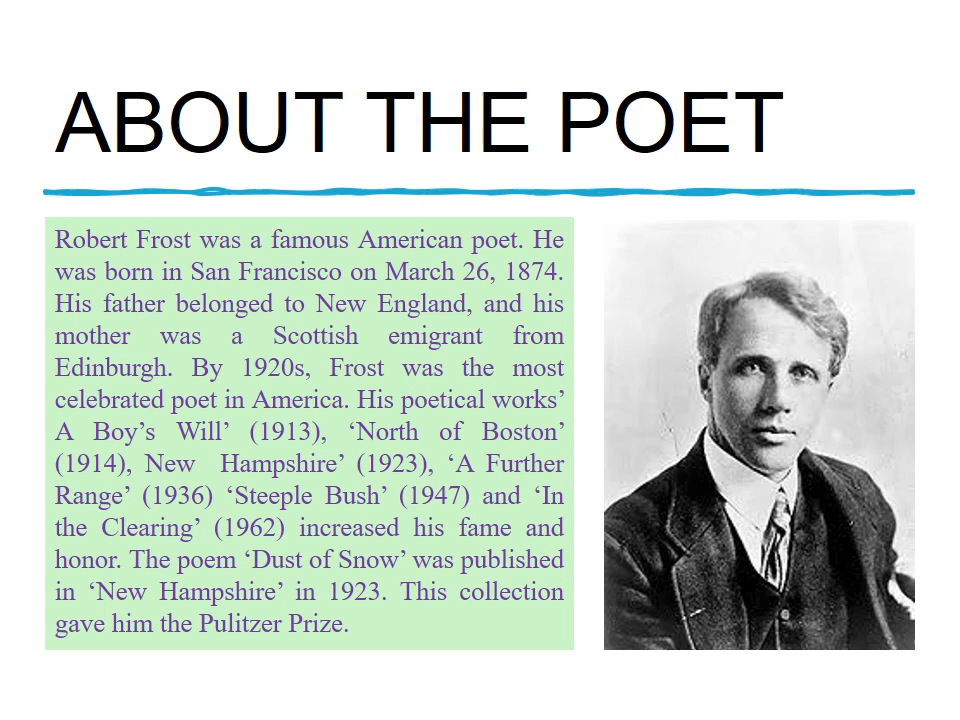 ABOUT THE POET
Robert Frost was a famous American poet. He
was born in San Francisco on March 26, 1874.
His father belonged to New England, and his
mother was a Scottish emigrant from
Edinburgh. By 1920s, Frost was the most
celebrated poet in America. His poetical works’
A Boy’s Will’ (1913), ‘North of Boston’
(1914), New  Hampshire’ (1923), ‘A Further
Range’ (1936) ‘Steeple Bush’ (1947) and ‘In
the Clearing’ (1962) increased his fame and
honor. The poem ‘Dust of Snow’ was published
in ‘New Hampshire’ in 1923. This collection
gave him the Pulitzer Prize.